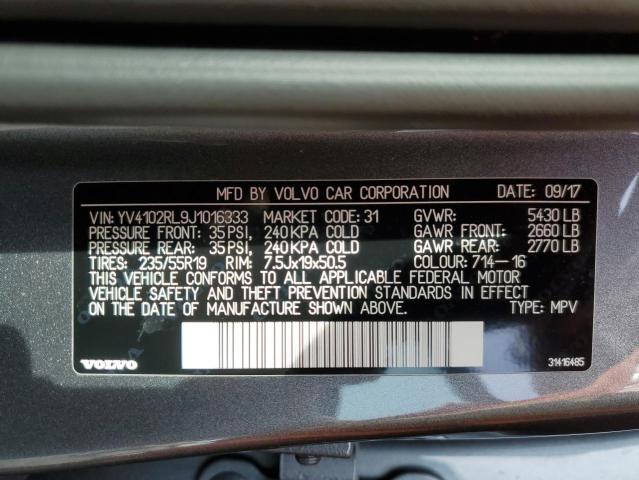 MFD BY VOLVO CAR CORPORATION DATE: 09/17
VIN: YV4102RL9J1016333 MARKET CODE: 31 GVWR: 5430 LB
PRESSURE FRONT: 35 PSI, 240 KPA COLD GAWR FRONT: 2660 LB
PRESSURE REAR: 35 PSI, 240 KPA COLD GAWR REAR: 2770 LB
TIRES: 235/55R19 RIM: 7.5Jx19x50.5 COLOUR: 714-16
THIS VEHICLE CONFORMS TO ALL APPLICABLE FEDERAL MOTOR
VEHICLE SAFETY AND THEFT PREVENTION STANDARDS IN EFFECT
ON THE DATE OF MANUFACTURE SHOWN ABOVE. TYPE: MPV
VOLVO 31416485